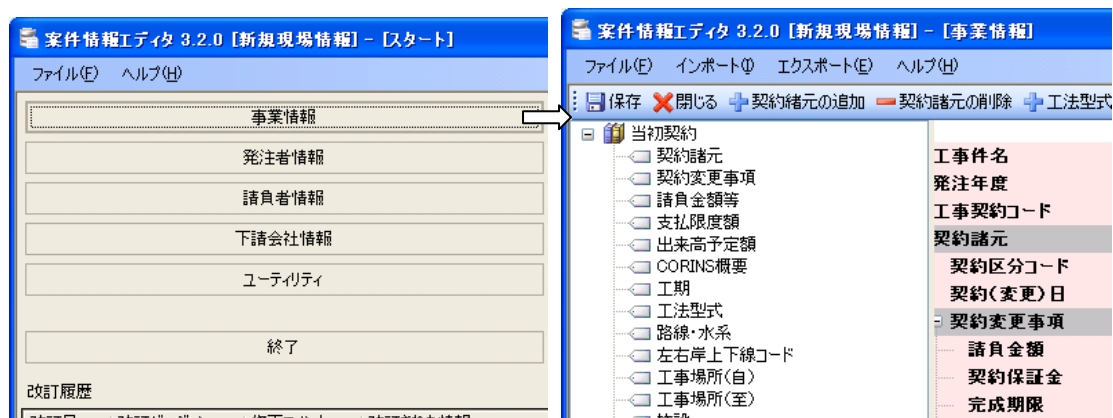 案件情報エディタ 3.2.0 [新規現場情報] - [スタート]
ファイル(F) ヘルプ(H)
事業情報
発注者情報
請負者情報
下請会社情報
ユーティリティ
終了
改訂履歴
案件情報エディタ 3.2.0 [新規現場情報] - [事業情報]
ファイル(F) インポート(I) エクスポート(E) ヘルプ(H)
保存 閉じる 契約緒元の追加 契約諸元の削除 工法型式
当初契約
契約諸元
契約変更事項
請負金額等
支払限度額
出来高予定額
CORINS概要
工期
工法型式
路線・水系
左右岸上下線コード
工事場所(自)
工事場所(至)
工事件名
発注年度
工事契約コード
契約諸元
契約区分コード
契約(変更)日
契約変更事項
請負金額
契約保証金
完成期限